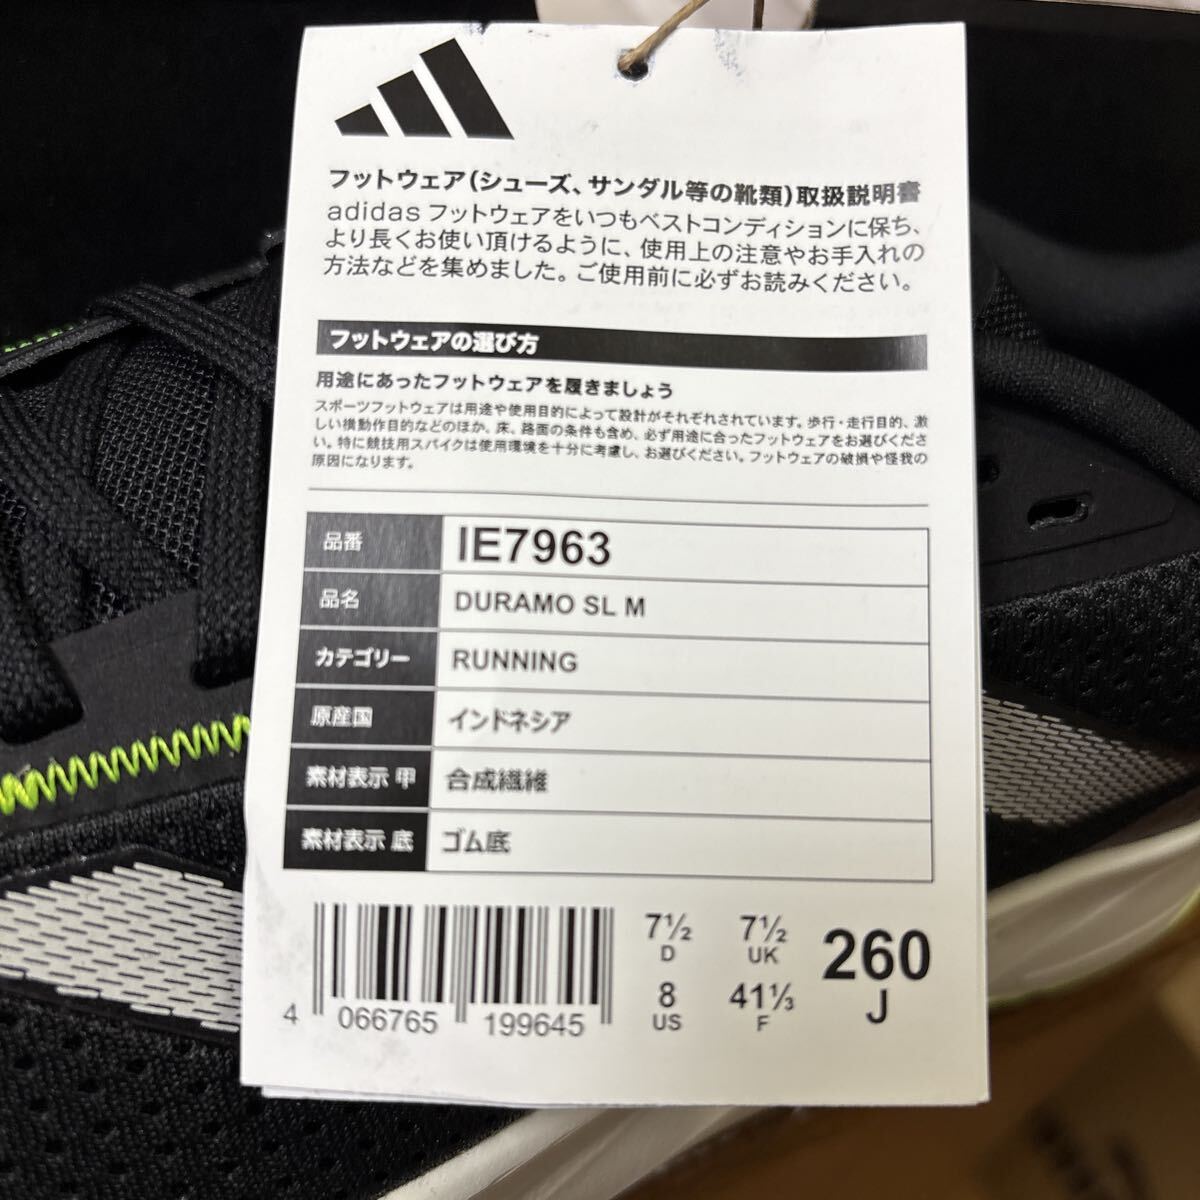 フットウェア(シューズ、サンダル等の靴類)取扱説明書
adidas フットウェアをいつもベストコンディションに保ち、
より長くお使い頂けるように、使用上の注意やお手入れの
方法などを集めました。ご使用前に必ずお読みください。
フットウェアの選び方
用途にあったフットウェアを履きましょう
スポーツフットウェアは用途や使用目的によって設計がそれぞれされています。歩行・走行目的、激
しい横動作目的などのほか、床、路面の条件も含め、必ず用途に合ったフットウェアをお選びくださ
い。特に競技用スパイクは使用環境を十分に考慮し、お選びください。フットウェアの破損や怪我の
原因になります。
品番 IE7963
品名 DURAMO SL M
カテゴリー RUNNING
原産国 インドネシア
素材表示 甲 合成繊維
素材表示 底 ゴム底
7½ D 7½ UK 260 J
8 US 41⅓ F
4 066765 199645